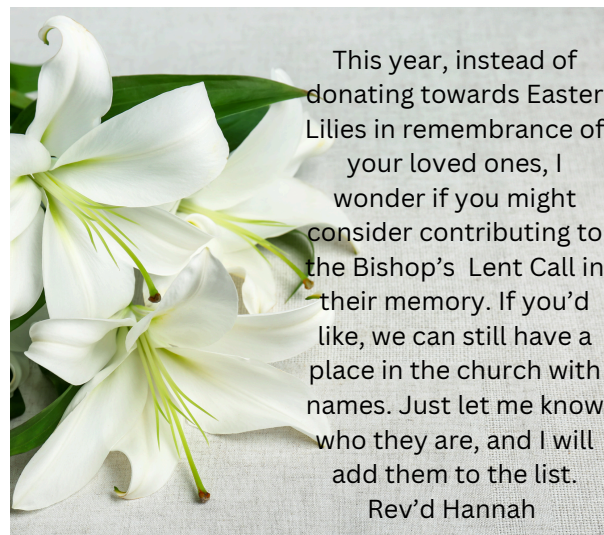 This year, instead of
donating towards Easter
Lilies in remembrance of
your loved ones, I
wonder if you might
consider contributing to
the Bishop’s  Lent Call in
their memory. If you’d
like, we can still have a
place in the church with
names. Just let me know
who they are, and I will
add them to the list.
Rev’d Hannah